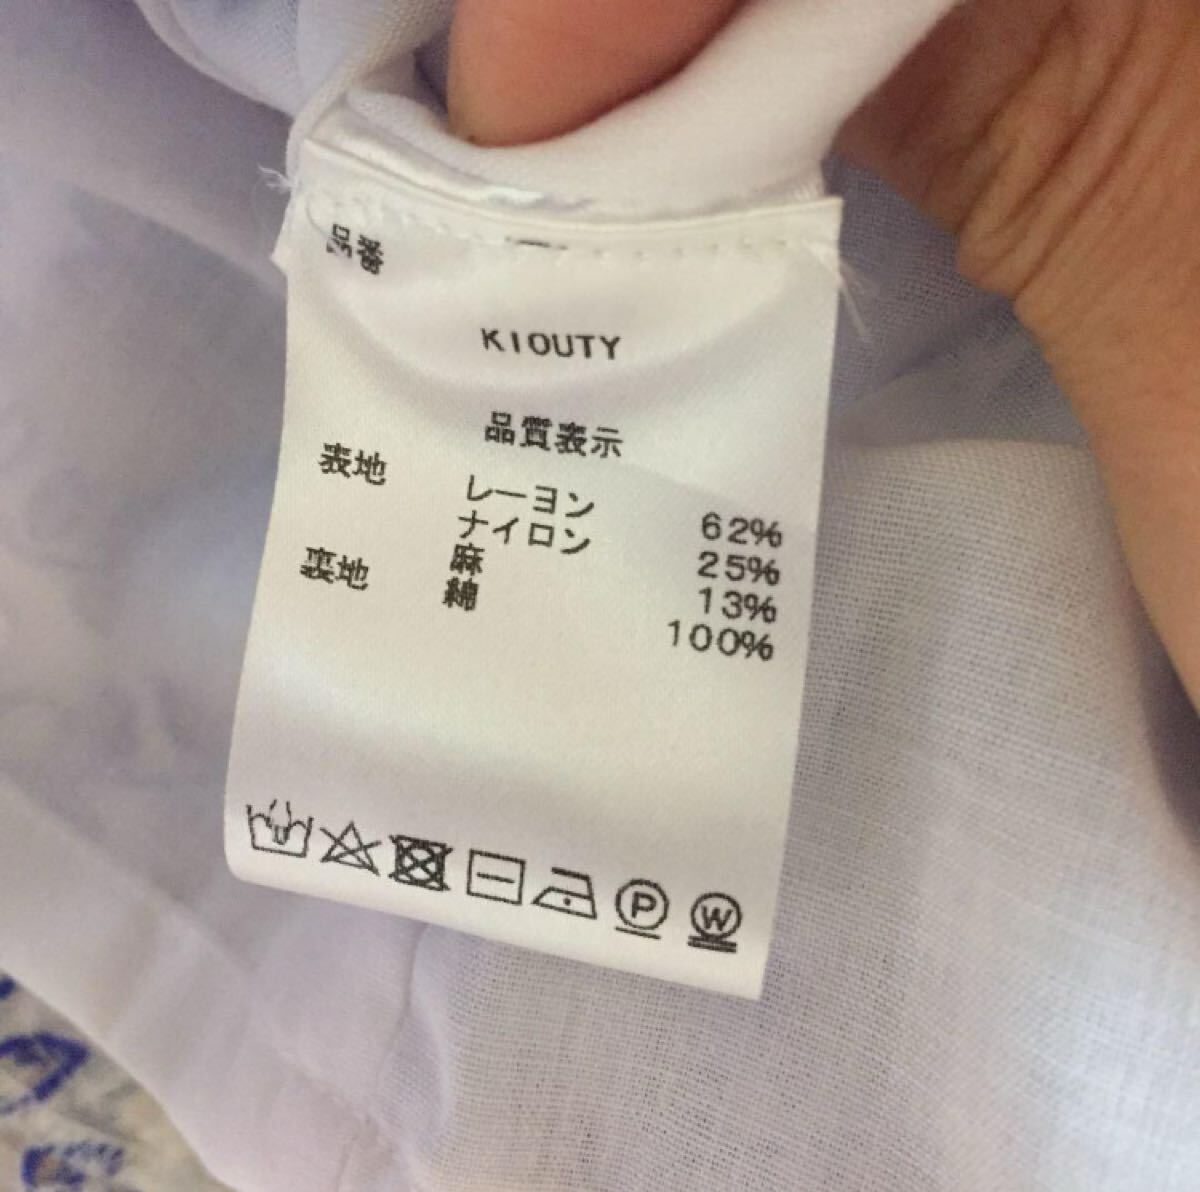 品番
KIOUTY
品質表示
表地 レーヨン 62%
ナイロン 25%
麻 13%
裏地 綿 100%
P W